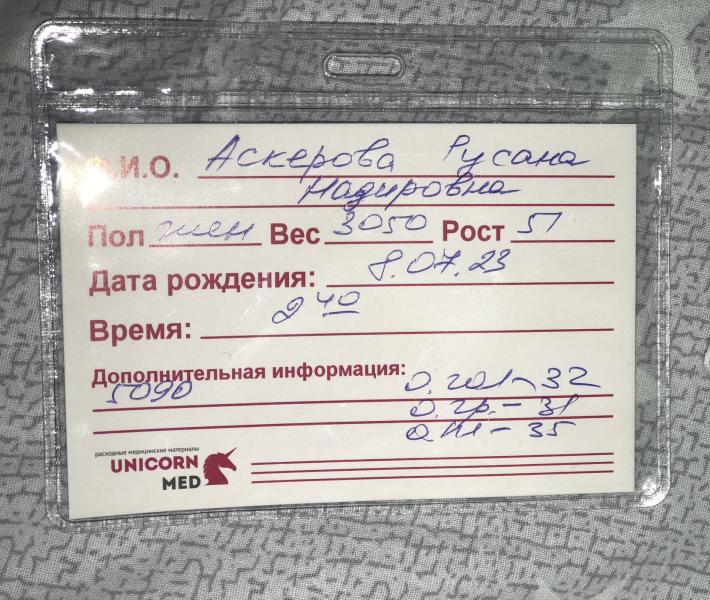 Ф.И.О. Аскерова Русана
Надировна
Пол жен Вес 3050 Рост 51
Дата рождения: 8.07.23
Время: 2 40
Дополнительная информация:
5090 О.гол-32
О.гр.-31
О.пл-35
расходные медицинские материалы
UNICORN
MED